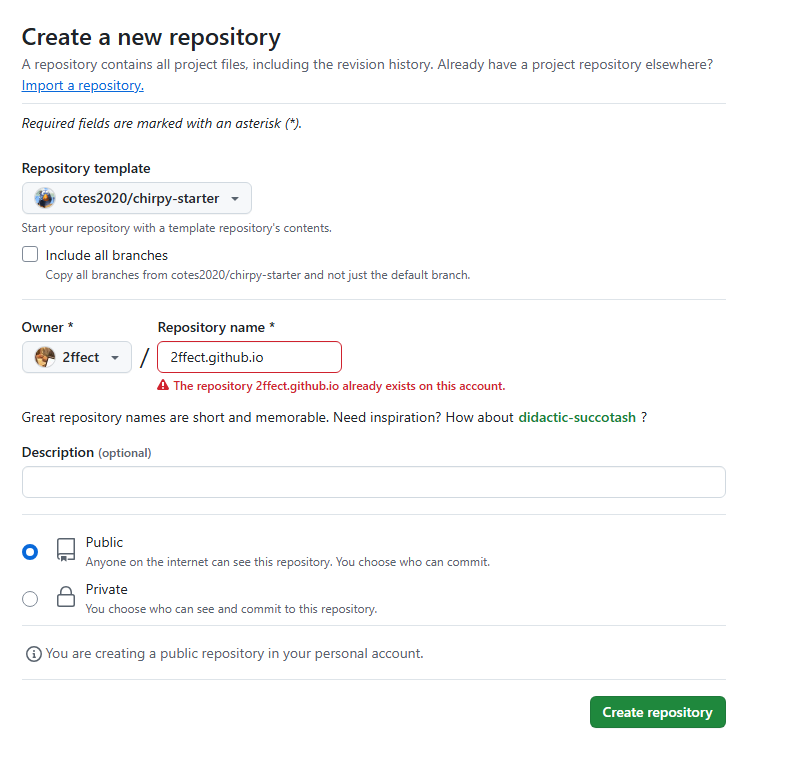 Create a new repository
A repository contains all project files, including the revision history. Already have a project repository elsewhere?
Import a repository.
Required fields are marked with an asterisk (*).
Repository template
cotes2020/chirpy-starter
Start your repository with a template repository's contents.
Include all branches
Copy all branches from cotes2020/chirpy-starter and not just the default branch.
Owner * Repository name *
2ffect / 2ffect.github.io
The repository 2ffect.github.io already exists on this account.
Great repository names are short and memorable. Need inspiration? How about didactic-succotash ?
Description (optional)
Public
Anyone on the internet can see this repository. You choose who can commit.
Private
You choose who can see and commit to this repository.
You are creating a public repository in your personal account.
Create repository